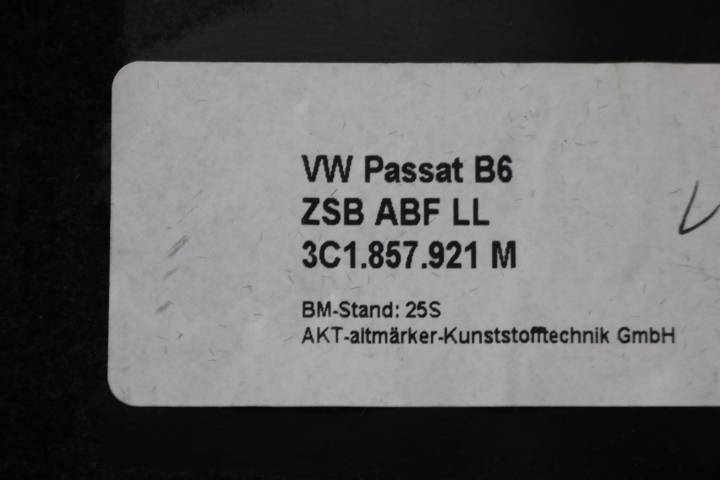 VW Passat B6
ZSB ABF LL
3C1.857.921 M
BM-Stand: 25S
AKT-altmärker-Kunststofftechnik GmbH